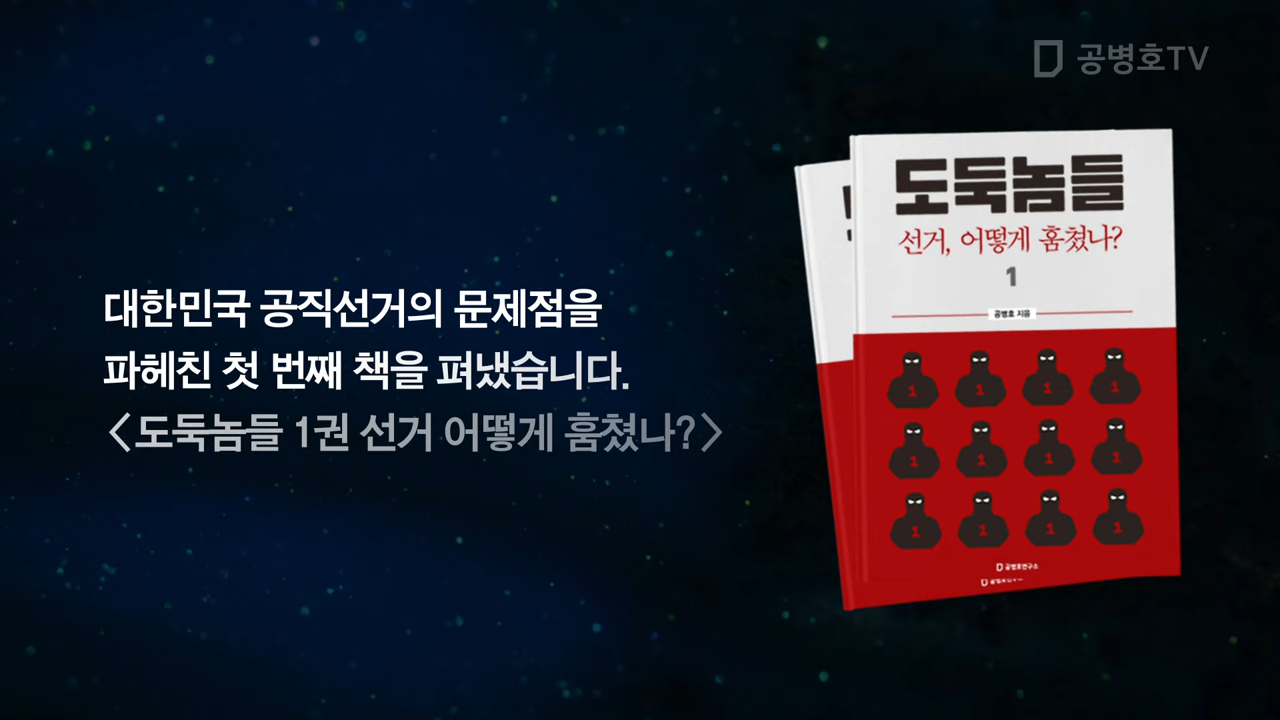 공병호TV
대한민국 공직선거의 문제점을
파헤친 첫 번째 책을 펴냈습니다.
<도둑놈들 1권 선거 어떻게 훔쳤나?>
도둑놈들
선거, 어떻게 훔쳤나?
1
공병호 지음
1 1 1 1
1 1 1 1
1 1 1 1
공병호연구소